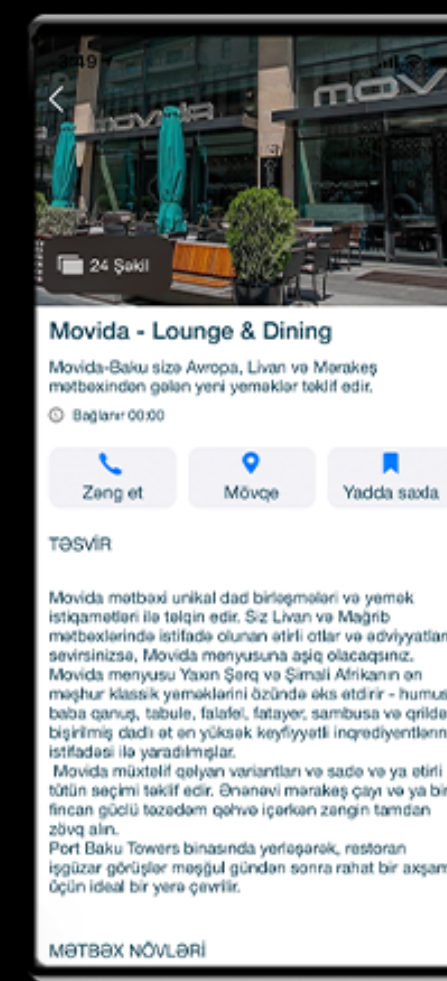 3:49
MOVIDA
MOV
24 Şəkil
Movida - Lounge & Dining
Movida-Baku sizə Avropa, Livan və Mərakeş
mətbəxindən gələn yeni yeməklər təklif edir.
Bağlanır 00:00
Zəng et
Mövqe
Yadda saxla
TƏSVİR
Movida mətbəxi unikal dad birləşmələri və yemək
istiqamətləri ilə təlqin edir. Siz Livan və Mağrib
mətbəxlərində istifadə olunan ətirli otlar və ədviyyatları
sevirsinizsə, Movida menyusuna aşiq olacaqsınız.
Movida menyusu Yaxın Şərq və Şimali Afrikanın ən
məşhur klassik yeməklərini özündə əks etdirir - humus
baba qanuş, tabule, falafel, fatayer, sambusa və qrildə
bişirilmiş dadlı ət ən yüksək keyfiyyətli inqrediyentlərin
istifadəsi ilə yaradılmışlar.
Movida müxtəlif qəlyan variantları və sadə və ya ətirli
tütün seçimi təklif edir. Ənənəvi mərakeş çayı və ya bir
fincan güclü təzədəm qəhvə içərkən zəngin tamdan
zövq alın.
Port Baku Towers binasında yerləşərək, restoran
işgüzar görüşlər məşğul gündən sonra rahat bir axşam
üçün ideal bir yerə çevrilir.
MƏTBƏX NÖVLƏRİ